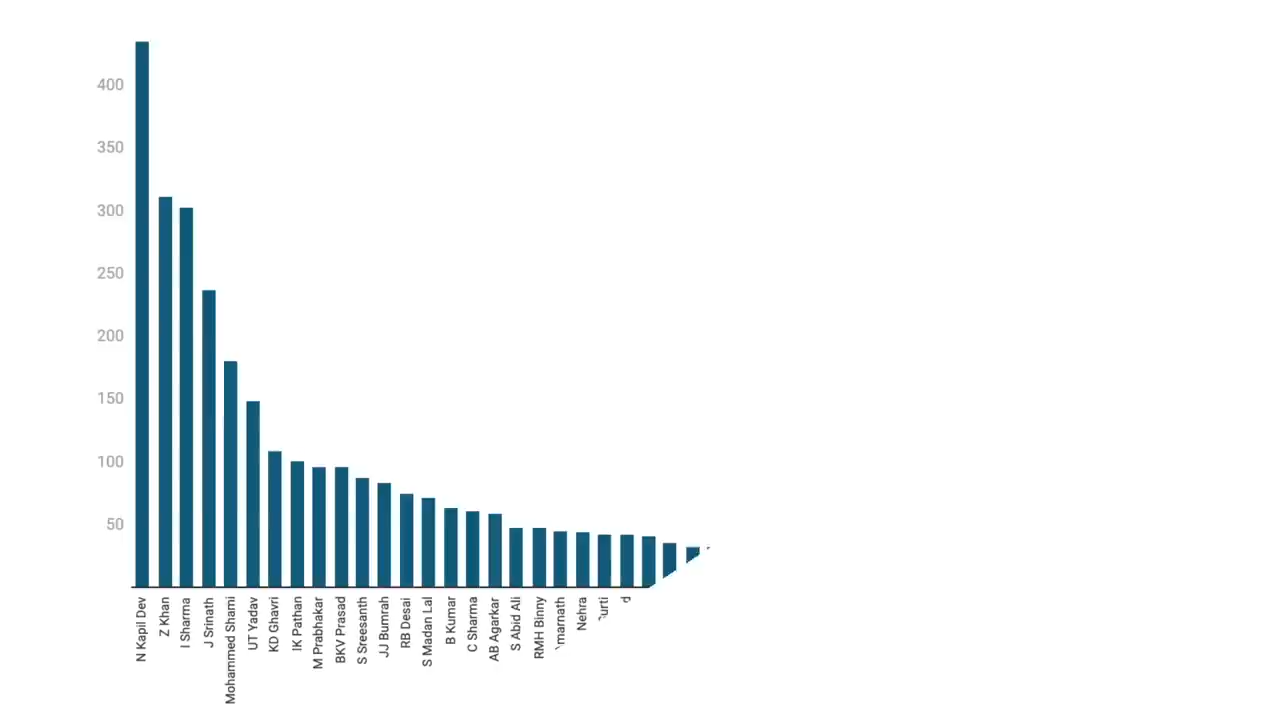 400
350
300
250
200
150
100
50
N Kapil Dev
Z Khan
I Sharma
J Srinath
Mohammed Shami
UT Yadav
KD Ghavri
IK Pathan
M Prabhakar
BKV Prasad
S Sreesanth
JJ Bumrah
RB Desai
S Madan Lal
B Kumar
C Sharma
AB Agarkar
S Abid Ali
RMH Binny
marnath
Nehra
urti
d